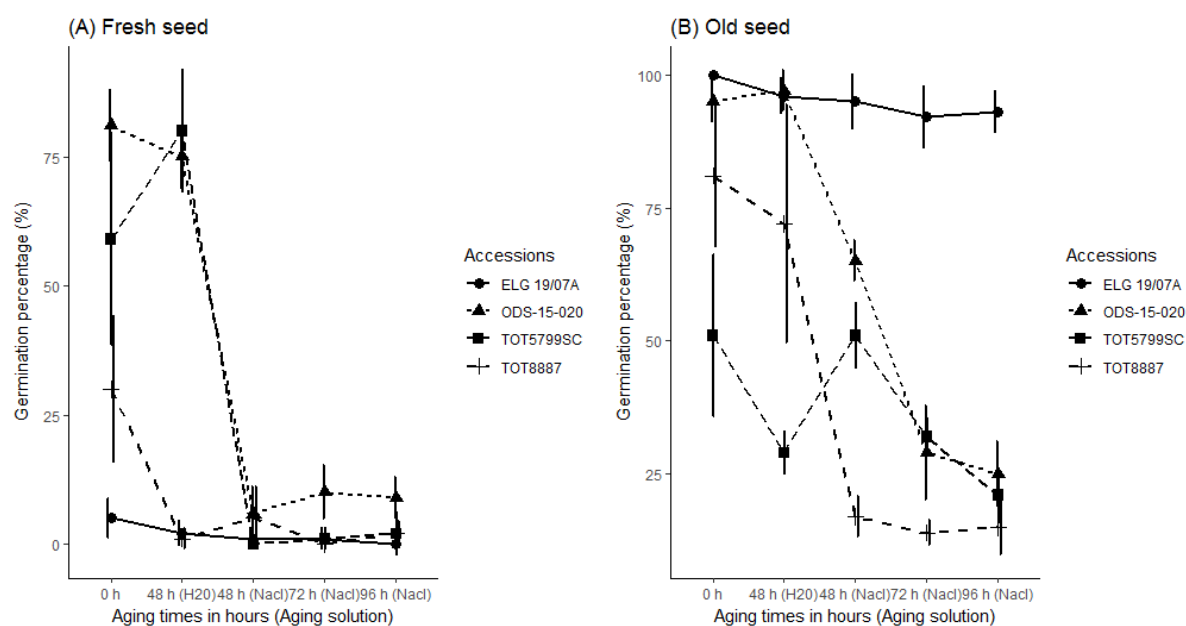 (A) Fresh seed
Germination percentage (%)
75
50
25
0
0 h
48 h (H20)
48 h (Nacl)
72 h (Nacl)
96 h (Nacl)
Aging times in hours (Aging solution)
Accessions
ELG 19/07A
ODS-15-020
TOT5799SC
TOT8887
(B) Old seed
Germination percentage (%)
100
75
50
25
0 h
48 h (H20)
48 h (Nacl)
72 h (Nacl)
96 h (Nacl)
Aging times in hours (Aging solution)
Accessions
ELG 19/07A
ODS-15-020
TOT5799SC
TOT8887